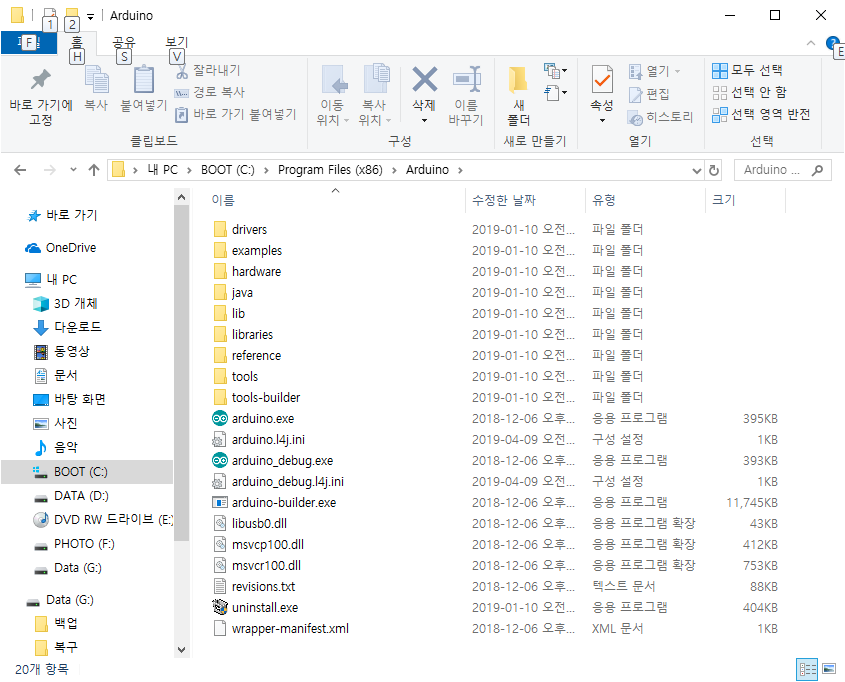 1 2 Arduino
파일 F 홈 H 공유 S 보기 V E
바로 가기에 고정
복사
붙여넣기
잘라내기
경로 복사
바로 가기 붙여넣기
클립보드
이동 위치
복사 위치
삭제
이름 바꾸기
구성
새 폴더
새로 만들기
속성
열기
편집
히스토리
열기
모두 선택
선택 안 함
선택 영역 반전
선택
내 PC > BOOT (C:) > Program Files (x86) > Arduino >
Arduino ...
바로 가기
OneDrive
내 PC
3D 개체
다운로드
동영상
문서
바탕 화면
사진
음악
BOOT (C:)
DATA (D:)
DVD RW 드라이브 (E:)
PHOTO (F:)
Data (G:)
Data (G:)
백업
복구
이름 수정한 날짜 유형 크기
drivers 2019-01-10 오전... 파일 폴더
examples 2019-01-10 오전... 파일 폴더
hardware 2019-01-10 오전... 파일 폴더
java 2019-01-10 오전... 파일 폴더
lib 2019-01-10 오전... 파일 폴더
libraries 2019-01-10 오전... 파일 폴더
reference 2019-01-10 오전... 파일 폴더
tools 2019-01-10 오전... 파일 폴더
tools-builder 2019-01-10 오전... 파일 폴더
arduino.exe 2018-12-06 오후... 응용 프로그램 395KB
arduino.l4j.ini 2019-04-09 오전... 구성 설정 1KB
arduino_debug.exe 2018-12-06 오후... 응용 프로그램 393KB
arduino_debug.l4j.ini 2019-04-09 오전... 구성 설정 1KB
arduino-builder.exe 2018-12-06 오후... 응용 프로그램 11,745KB
libusb0.dll 2018-12-06 오후... 응용 프로그램 확장 43KB
msvcp100.dll 2018-12-06 오후... 응용 프로그램 확장 412KB
msvcr100.dll 2018-12-06 오후... 응용 프로그램 확장 753KB
revisions.txt 2018-12-06 오후... 텍스트 문서 88KB
uninstall.exe 2019-01-10 오전... 응용 프로그램 404KB
wrapper-manifest.xml 2018-12-06 오후... XML 문서 1KB
20개 항목